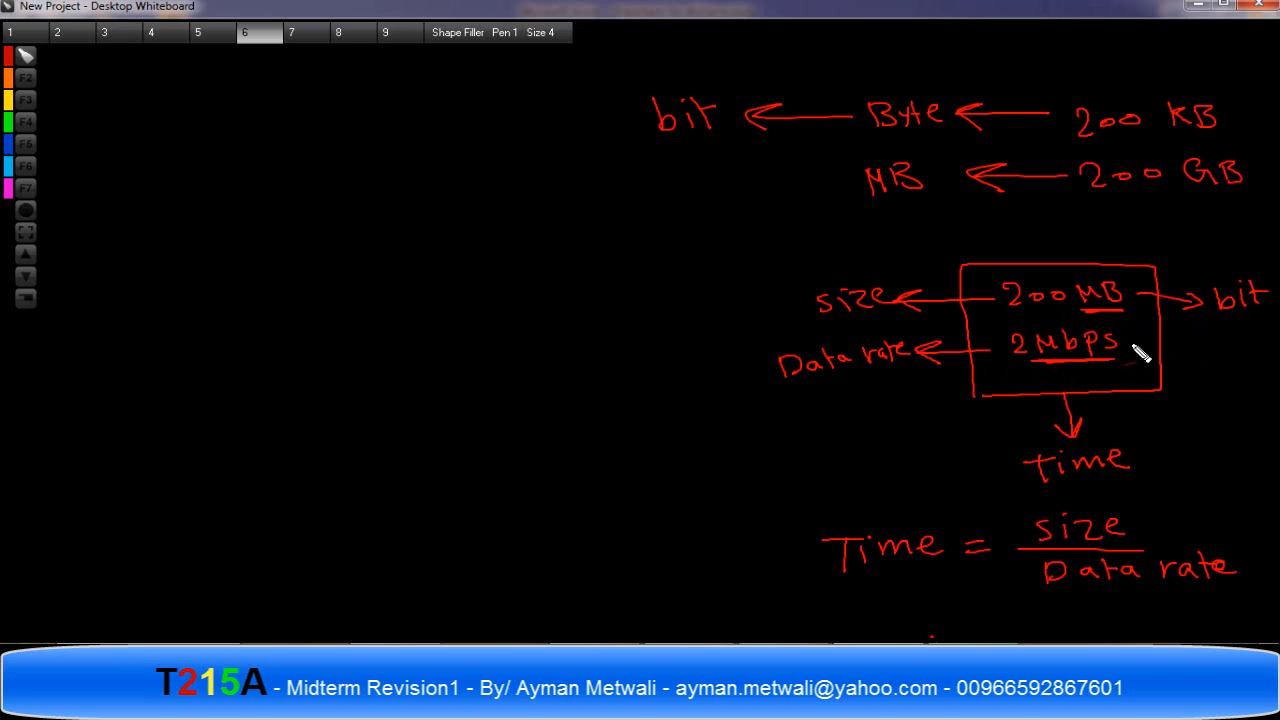 New Project - Desktop Whiteboard
1 2 3 4 5 6 7 8 9 Shape Filler Pen 1 Size 4
F2
F3
F4
F5
F6
F7
bit Byte 200 KB
MB 200 GB
size 200 MB bit
Data rate 2 Mbps
Time
Time = size
Data rate
T215A - Midterm Revision1 - By/ Ayman Metwali - ayman.metwali@yahoo.com - 00966592867601